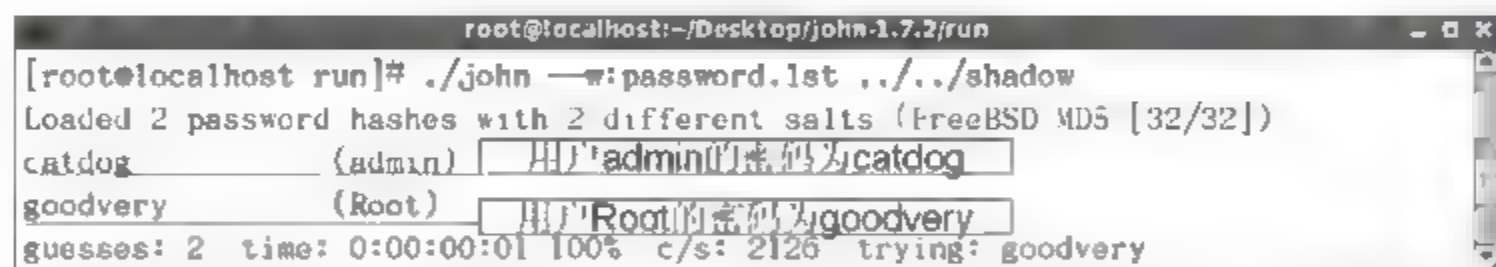 root@localhost:~/Desktop/john-1.7.2/run
[root@localhost run]# ./john -w:password.lst ../../shadow
Loaded 2 password hashes with 2 different salts (FreeBSD MD5 [32/32])
catdog (admin) 用户admin的密码为catdog
goodvery (Root) 用户Root的密码为goodvery
guesses: 2 time: 0:00:00:01 100% c/s: 2126 trying: goodvery